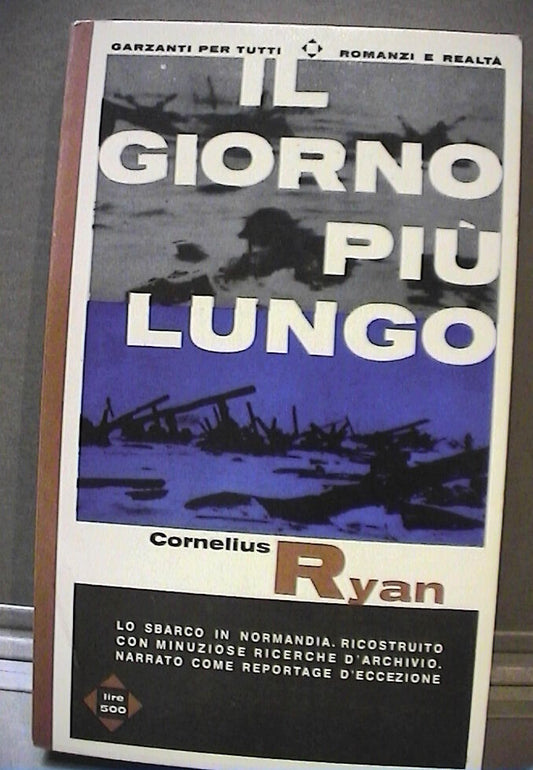 GARZANTI PER TUTTI ROMANZI E REALTÀ
IL
GIORNO
PIÙ
LUNGO
Cornelius Ryan
LO SBARCO IN NORMANDIA. RICOSTRUITO
CON MINUZIOSE RICERCHE D'ARCHIVIO.
NARRATO COME REPORTAGE D'ECCEZIONE
lire
500